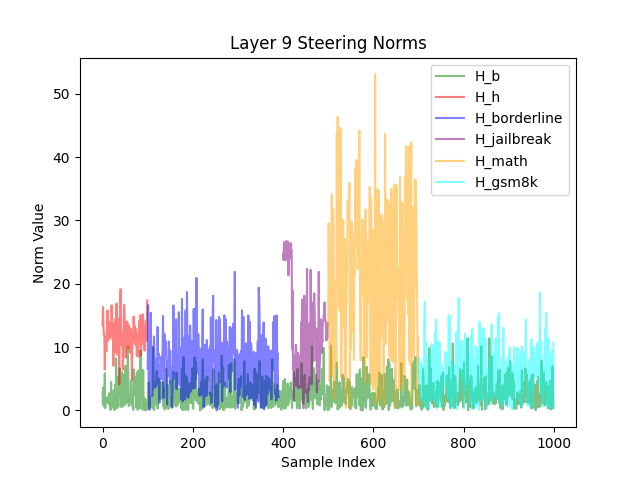 Layer 9 Steering Norms
H_b
H_h
H_borderline
H_jailbreak
H_math
H_gsm8k
Norm Value
50
40
30
20
10
0
0 200 400 600 800 1000
Sample Index